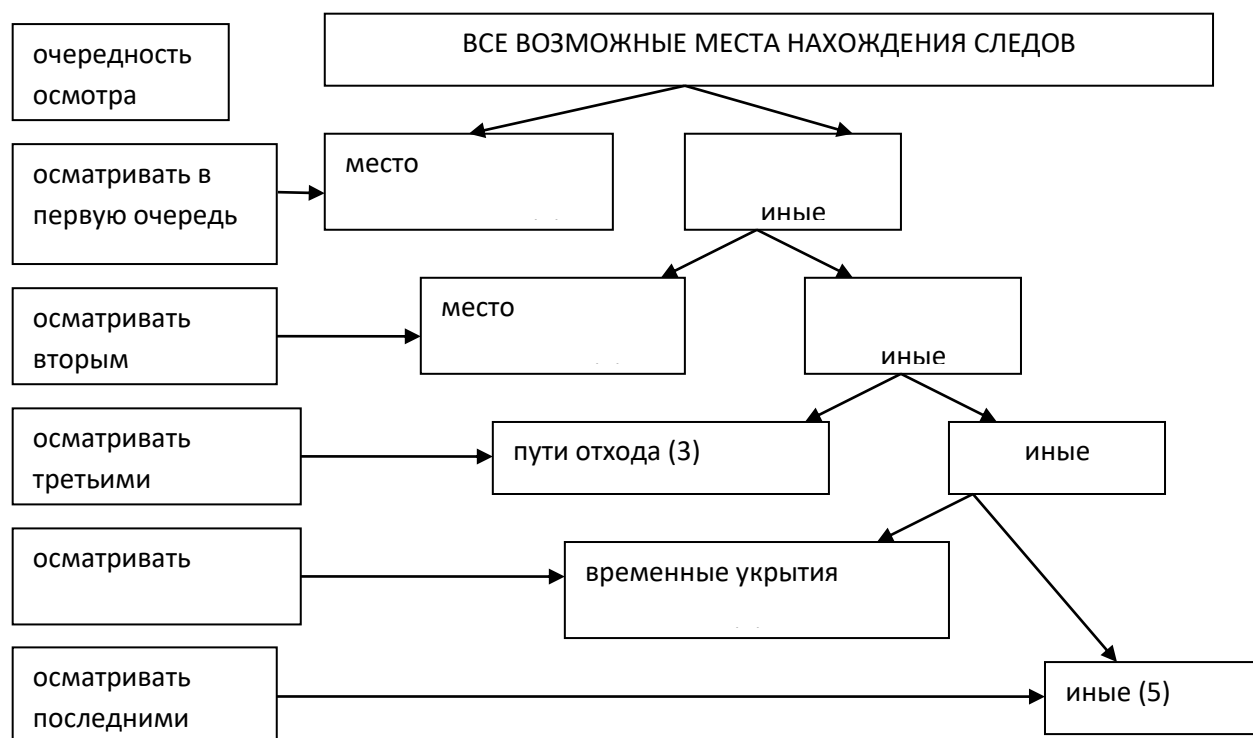 очередность
осмотра
ВСЕ ВОЗМОЖНЫЕ МЕСТА НАХОЖДЕНИЯ СЛЕДОВ
осматривать в
первую очередь
место
иные
осматривать
вторым
место
иные
осматривать
третьими
пути отхода (3)
иные
осматривать
временные укрытия
осматривать
последними
иные (5)